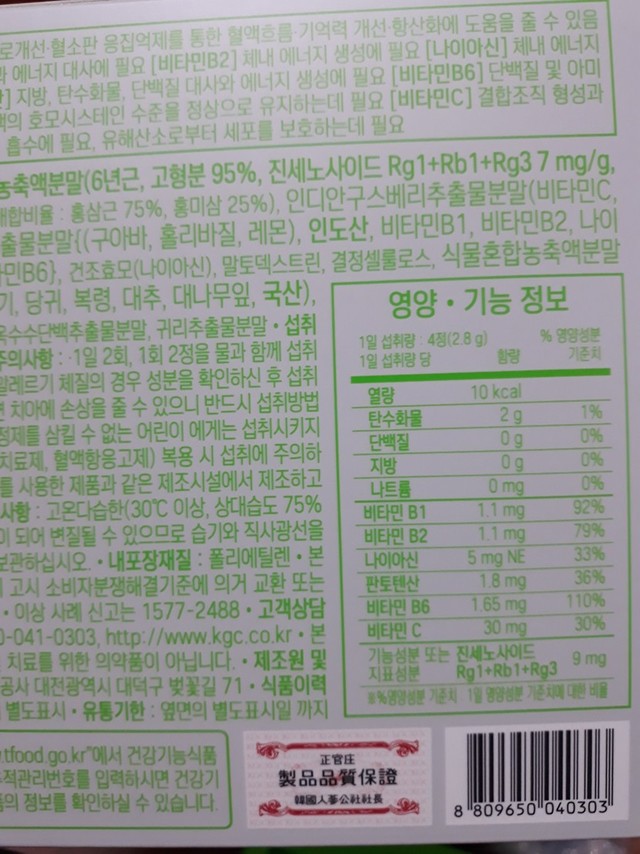 로개선·혈소판 응집억제를 통한 혈액흐름·기억력 개선·항산화에 도움을 줄 수 있음
과 에너지 대사에 필요 [비타민B2] 체내 에너지 생성에 필요 [나이아신] 체내 에너지
지방, 탄수화물, 단백질 대사와 에너지 생성에 필요 [비타민B6] 단백질 및 아미
액의 호모시스테인 수준을 정상으로 유지하는데 필요 [비타민C] 결합조직 형성과
흡수에 필요, 유해산소로부터 세포를 보호하는데 필요
농축액분말(6년근, 고형분 95%, 진세노사이드 Rg1+Rb1+Rg3 7 mg/g,
배합비율 : 홍삼근 75%, 홍미삼 25%), 인디안구스베리추출물분말(비타민C,
출물분말{(구아바, 홀리바질, 레몬), 인도산, 비타민B1, 비타민B2, 나이
민B6}, 건조효모(나이아신), 말토덱스트린, 결정셀룰로스, 식물혼합농축액분말
기, 당귀, 복령, 대추, 대나무잎, 국산),
옥수수단백추출물분말, 귀리추출물분말 • 섭취
주의사항 : ·1일 2회, 1회 2정을 물과 함께 섭취
알레르기 체질의 경우 성분을 확인하신 후 섭취
치아에 손상을 줄 수 있으니 반드시 섭취방법
정제를 삼킬 수 없는 어린이 에게는 섭취시키지
치료제, 혈액항응고제) 복용 시 섭취에 주의하
를 사용한 제품과 같은 제조시설에서 제조하고
사항 : 고온다습한(30℃ 이상, 상대습도 75%
이 되어 변질될 수 있으므로 습기와 직사광선을
보관하십시오. • 내포장재질 : 폴리에틸렌 • 본
고시 소비자분쟁해결기준에 의거 교환 또는
• 이상 사례 신고는 1577-2488 • 고객상담
0-041-0303, http://www.kgc.co.kr • 본
치료를 위한 의약품이 아닙니다. • 제조원 및
공사 대전광역시 대덕구 벚꽃길 71 • 식품이력
별도표시 • 유통기한 : 옆면의 별도표시일 까지
영양 • 기능 정보
1일 섭취량 : 4정(2.8 g)
1일 섭취량 당 함량 % 영양성분 기준치
열량 10 kcal
탄수화물 2 g 1%
단백질 0 g 0%
지방 0 g 0%
나트륨 0 mg 0%
비타민 B1 1.1 mg 92%
비타민 B2 1.1 mg 79%
나이아신 5 mg NE 33%
판토텐산 1.8 mg 36%
비타민 B6 1.65 mg 110%
비타민 C 30 mg 30%
기능성분 또는 진세노사이드
지표성분 Rg1+Rb1+Rg3 9 mg
※%영양성분 기준치 : 1일 영양성분 기준치에 대한 비율
.tfood.go.kr"에서 건강기능식품
적관리번호를 입력하시면 건강기
의 정보를 확인하실 수 있습니다.
正官庄
製品品質保證
韓國人蔘公社社長
8 809650 040303